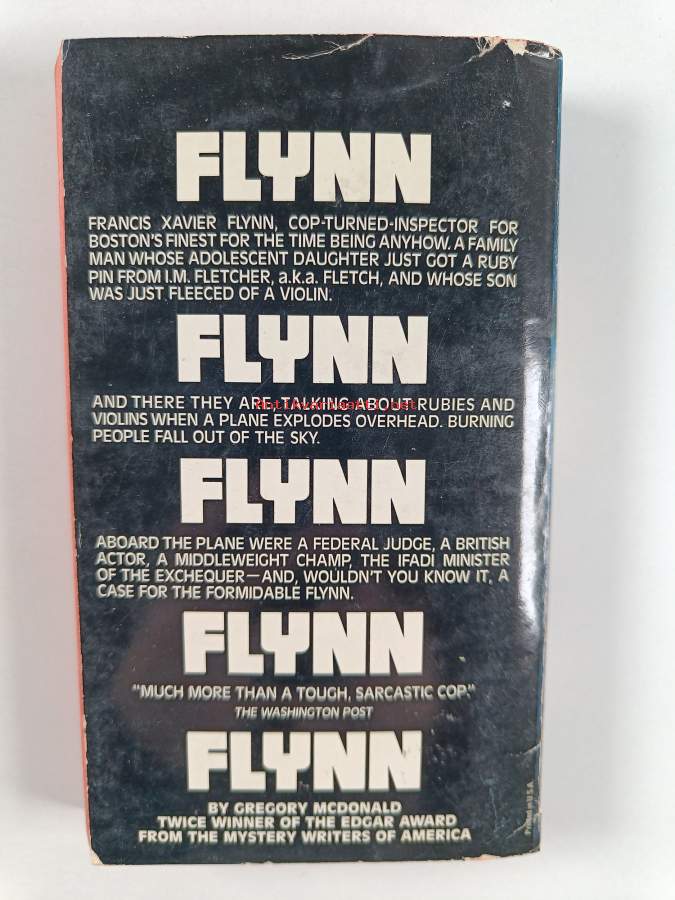 FLYNN
FRANCIS XAVIER FLYNN, COP-TURNED-INSPECTOR FOR
BOSTON'S FINEST FOR THE TIME BEING ANYHOW. A FAMILY
MAN WHOSE ADOLESCENT DAUGHTER JUST GOT A RUBY
PIN FROM I.M. FLETCHER, a.k.a. FLETCH, AND WHOSE SON
WAS JUST FLEECED OF A VIOLIN.
FLYNN
AND THERE THEY ARE, TALKING ABOUT RUBIES AND
Antikvariaatti.net
VIOLINS WHEN A PLANE EXPLODES OVERHEAD. BURNING
PEOPLE FALL OUT OF THE SKY.
FLYNN
ABOARD THE PLANE WERE A FEDERAL JUDGE, A BRITISH
ACTOR, A MIDDLEWEIGHT CHAMP, THE IFADI MINISTER
OF THE EXCHEQUER—AND, WOULDN'T YOU KNOW IT, A
CASE FOR THE FORMIDABLE FLYNN.
FLYNN
"MUCH MORE THAN A TOUGH, SARCASTIC COP."
THE WASHINGTON POST
FLYNN
BY GREGORY MCDONALD
TWICE WINNER OF THE EDGAR AWARD
FROM THE MYSTERY WRITERS OF AMERICA
Printed in U.S.A.